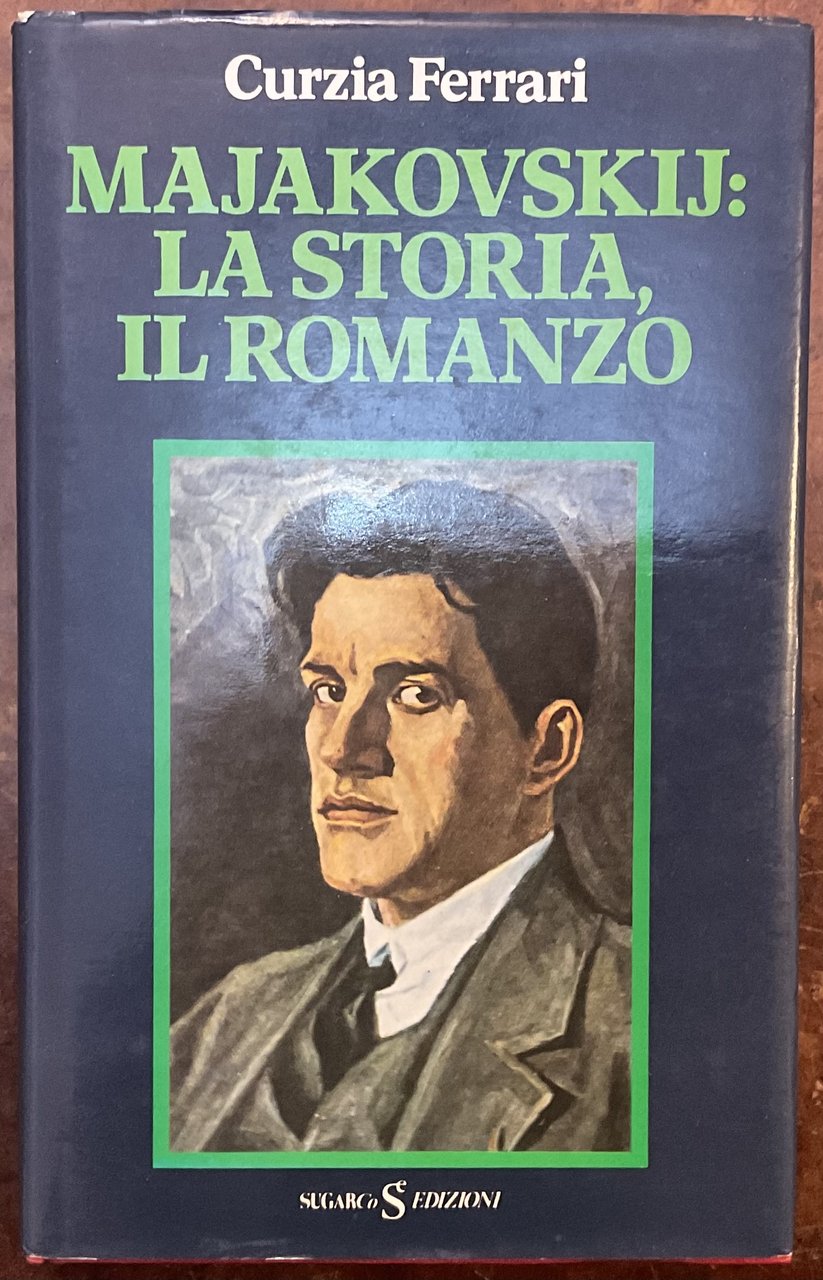 Curzia Ferrari
MAJAKOVSKIJ:
LA STORIA,
IL ROMANZO
SUGARCo S EDIZIONI